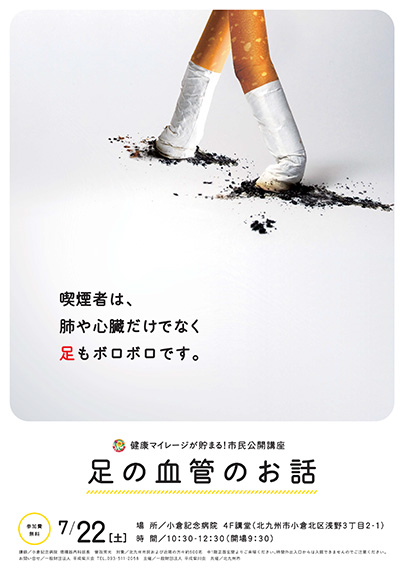 喫煙者は、
肺や心臓だけでなく
足もボロボロです。
健康マイレージが貯まる!市民公開講座
足の血管のお話
参加費
無料
7/22[土]
場 所/小倉記念病院 4F講堂(北九州市小倉北区浅野3丁目2-1)
時 間/10:30-12:30(開場9:30)